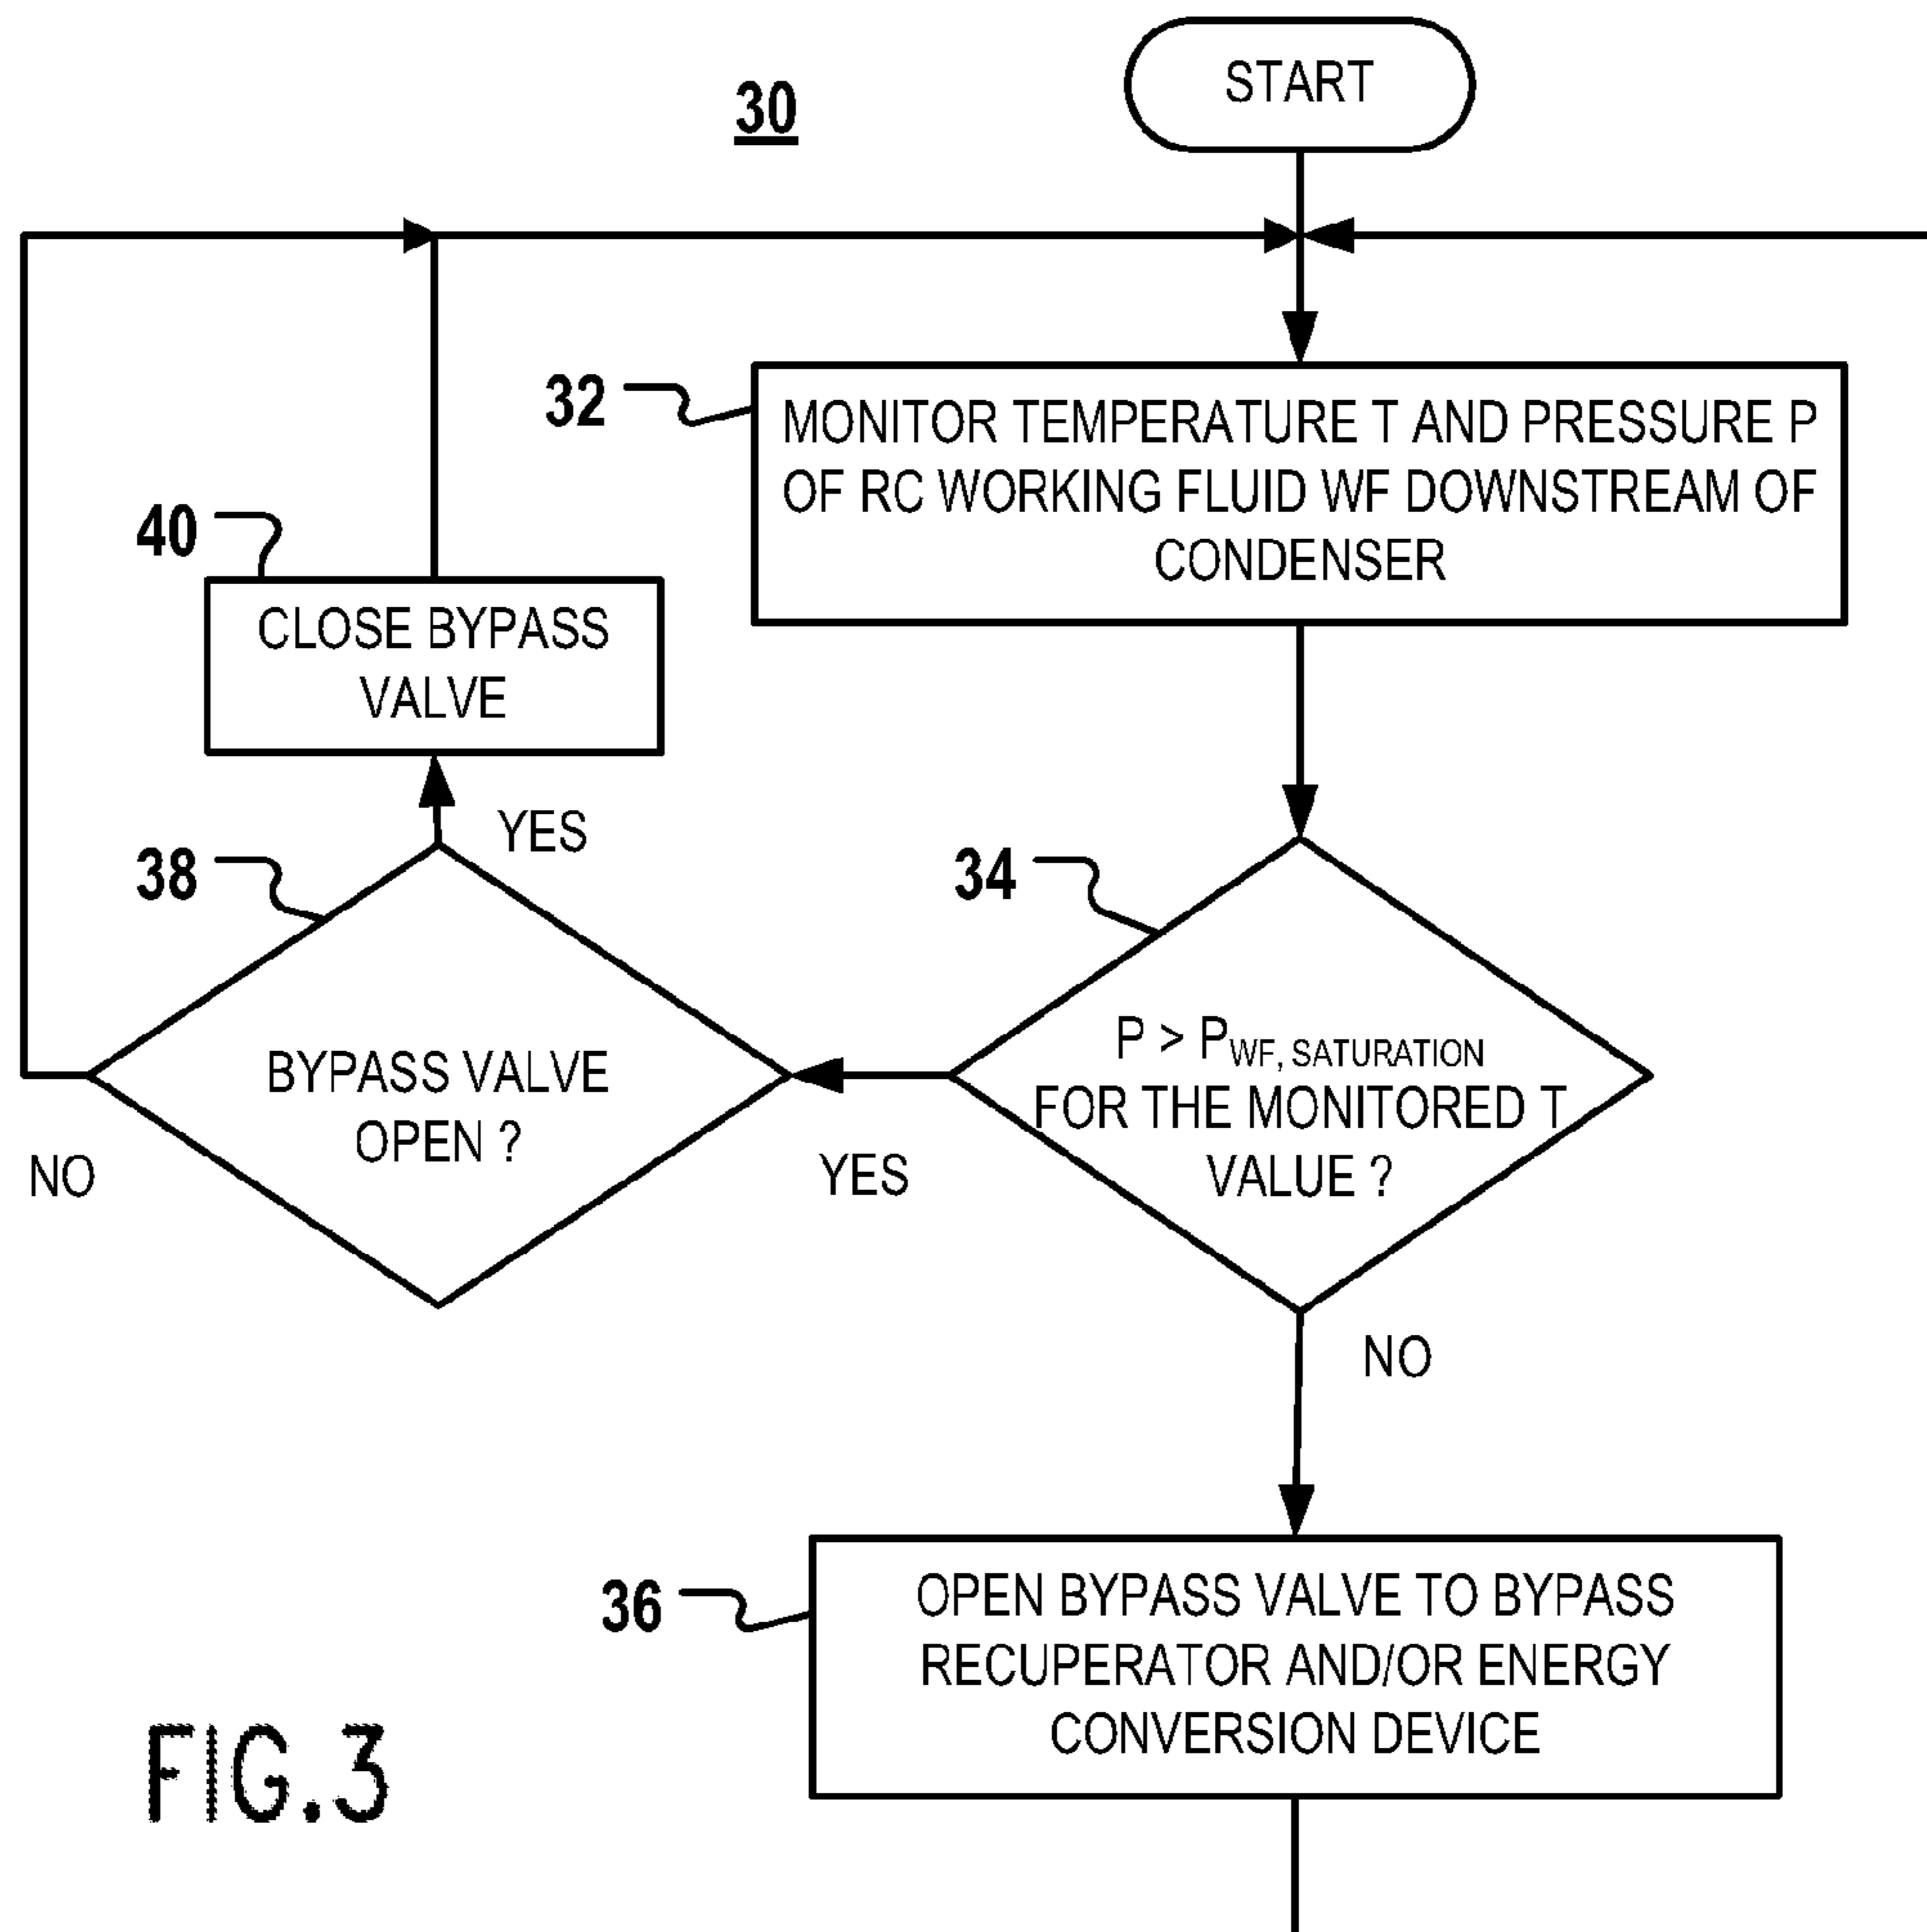 START
30
32
MONITOR TEMPERATURE T AND PRESSURE P
OF RC WORKING FLUID WF DOWNSTREAM OF
CONDENSER
40
CLOSE BYPASS
VALVE
YES
38
34
BYPASS VALVE
OPEN ?
P > P WF, SATURATION
FOR THE MONITORED T
VALUE ?
NO
YES
NO
36
OPEN BYPASS VALVE TO BYPASS
RECUPERATOR AND/OR ENERGY
CONVERSION DEVICE
FIG.3